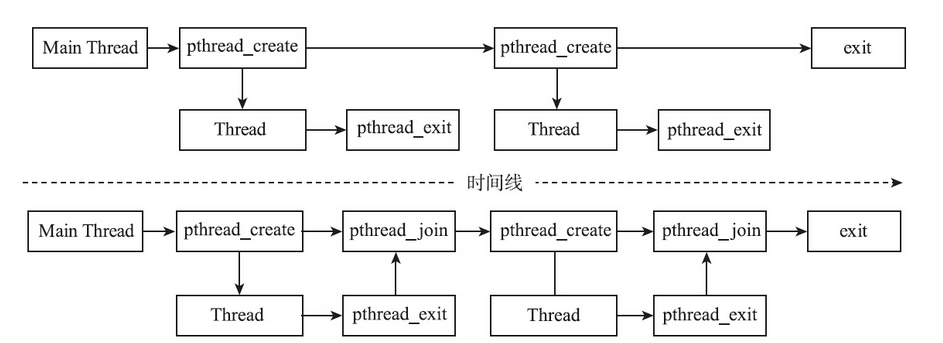 Main Thread
pthread_create
pthread_create
exit
Thread
pthread_exit
Thread
pthread_exit
时间线
Main Thread
pthread_create
pthread_join
pthread_create
pthread_join
exit
Thread
pthread_exit
Thread
pthread_exit